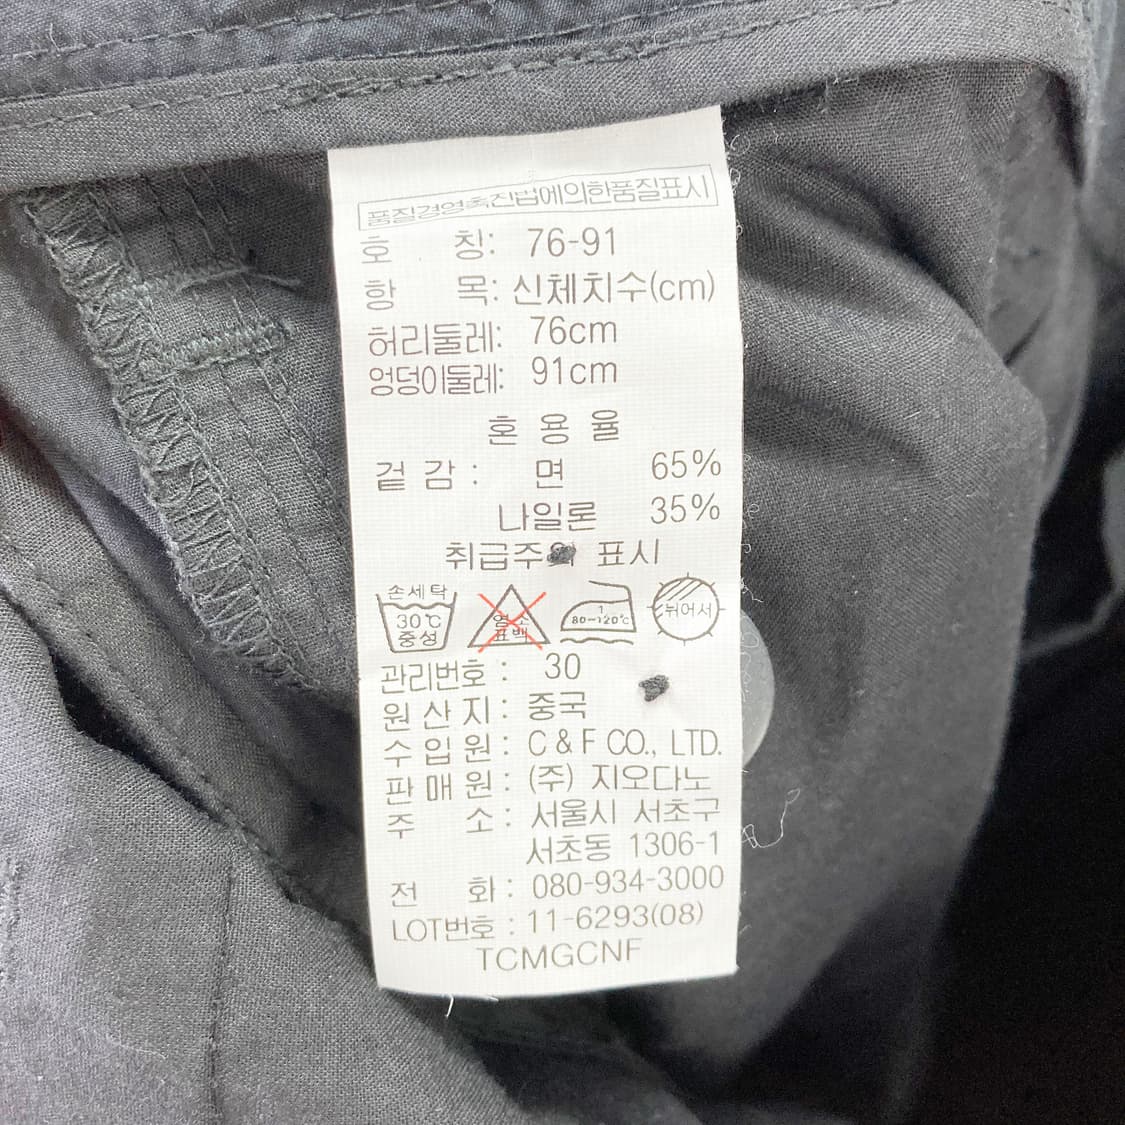 품질경영촉진법에의한품질표시
호 칭: 76-91
항 목: 신체치수(cm)
허리둘레: 76cm
엉덩이둘레: 91cm
혼 용 율
겉 감 : 면 65%
나일론 35%
취급주의 표시
손세탁 30℃ 중성
염소 표백
1 80~120℃
뉘어서
관리번호 : 30
원 산 지 : 중국
수 입 원 : C & F CO., LTD.
판 매 원 : (주) 지오다노
주 소 : 서울시 서초구
서초동 1306-1
전 화 : 080-934-3000
LOT번호 : 11-6293(08)
TCMGCNF